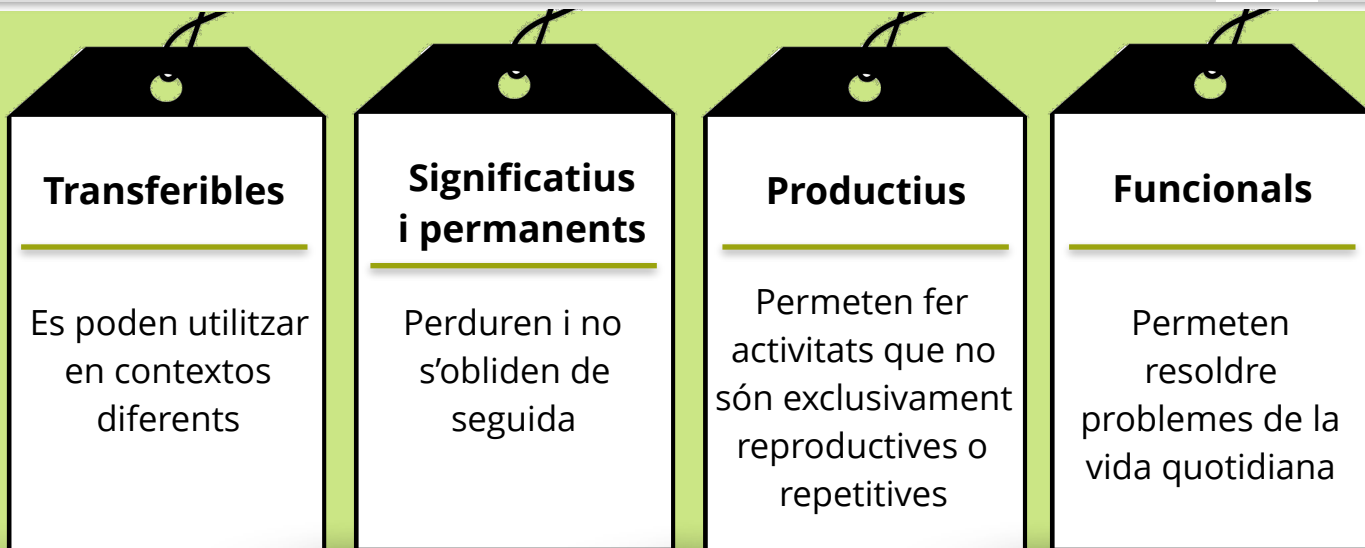 Transferibles
Es poden utilitzar
en contextos
diferents
Significatius
i permanents
Perduren i no
s’obliden de
seguida
Productius
Permeten fer
activitats que no
són exclusivament
reproductives o
repetitives
Funcionals
Permeten
resoldre
problemes de la
vida quotidiana